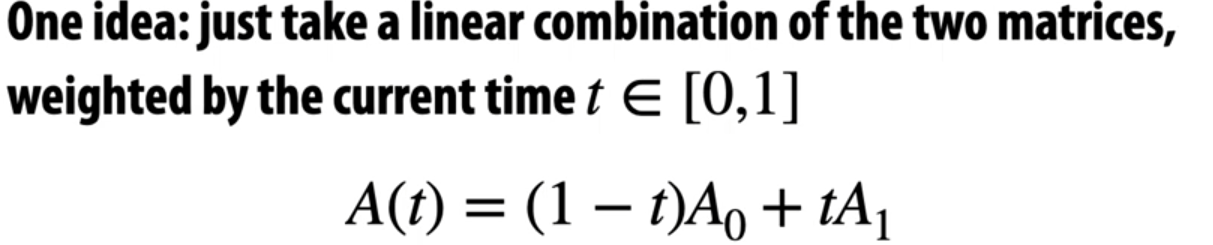 One idea: just take a linear combination of the two matrices,
weighted by the current time t ∈ [0,1]
A(t) = (1 − t)A₀ + tA₁